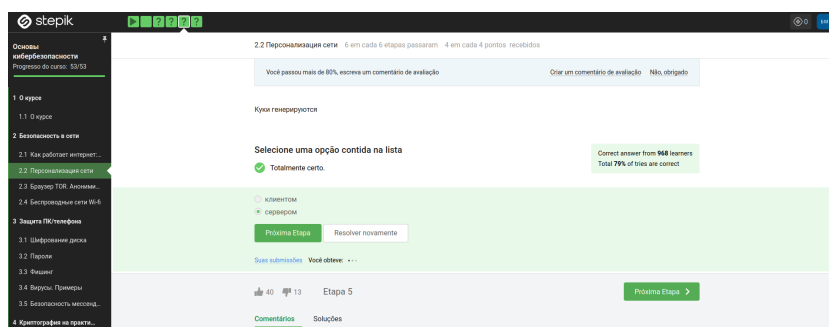 stepik
? ? ? ?
0
Основы
кибербезопасности
Progresso do curso: 53/53
1 О курсе
1.1 О курсе
2 Безопасность в сети
2.1 Как работает интернет:...
2.2 Персонализация сети
2.3 Браузер TOR. Анонимн...
2.4 Беспроводные сети Wi-fi
3 Защита ПК/телефона
3.1 Шифрование диска
3.2 Пароли
3.3 Фишинг
3.4 Вирусы. Примеры
3.5 Безопасность мессенд...
4 Криптография на практи...
2.2 Персонализация сети 6 em cada 6 etapas passaram 4 em cada 4 pontos recebidos
Você passou mais de 80%, escreva um comentário de avaliação Criar um comentário de avaliação Não, obrigado
Куки генерируются
Selecione uma opção contida na lista
Totalmente certo.
Correct answer from 968 learners
Total 79% of tries are correct
клиентом
сервером
Próxima Etapa Resolver novamente
Suas submissões Você obteve:
40 13 Etapa 5 Próxima Etapa
Comentários Soluções